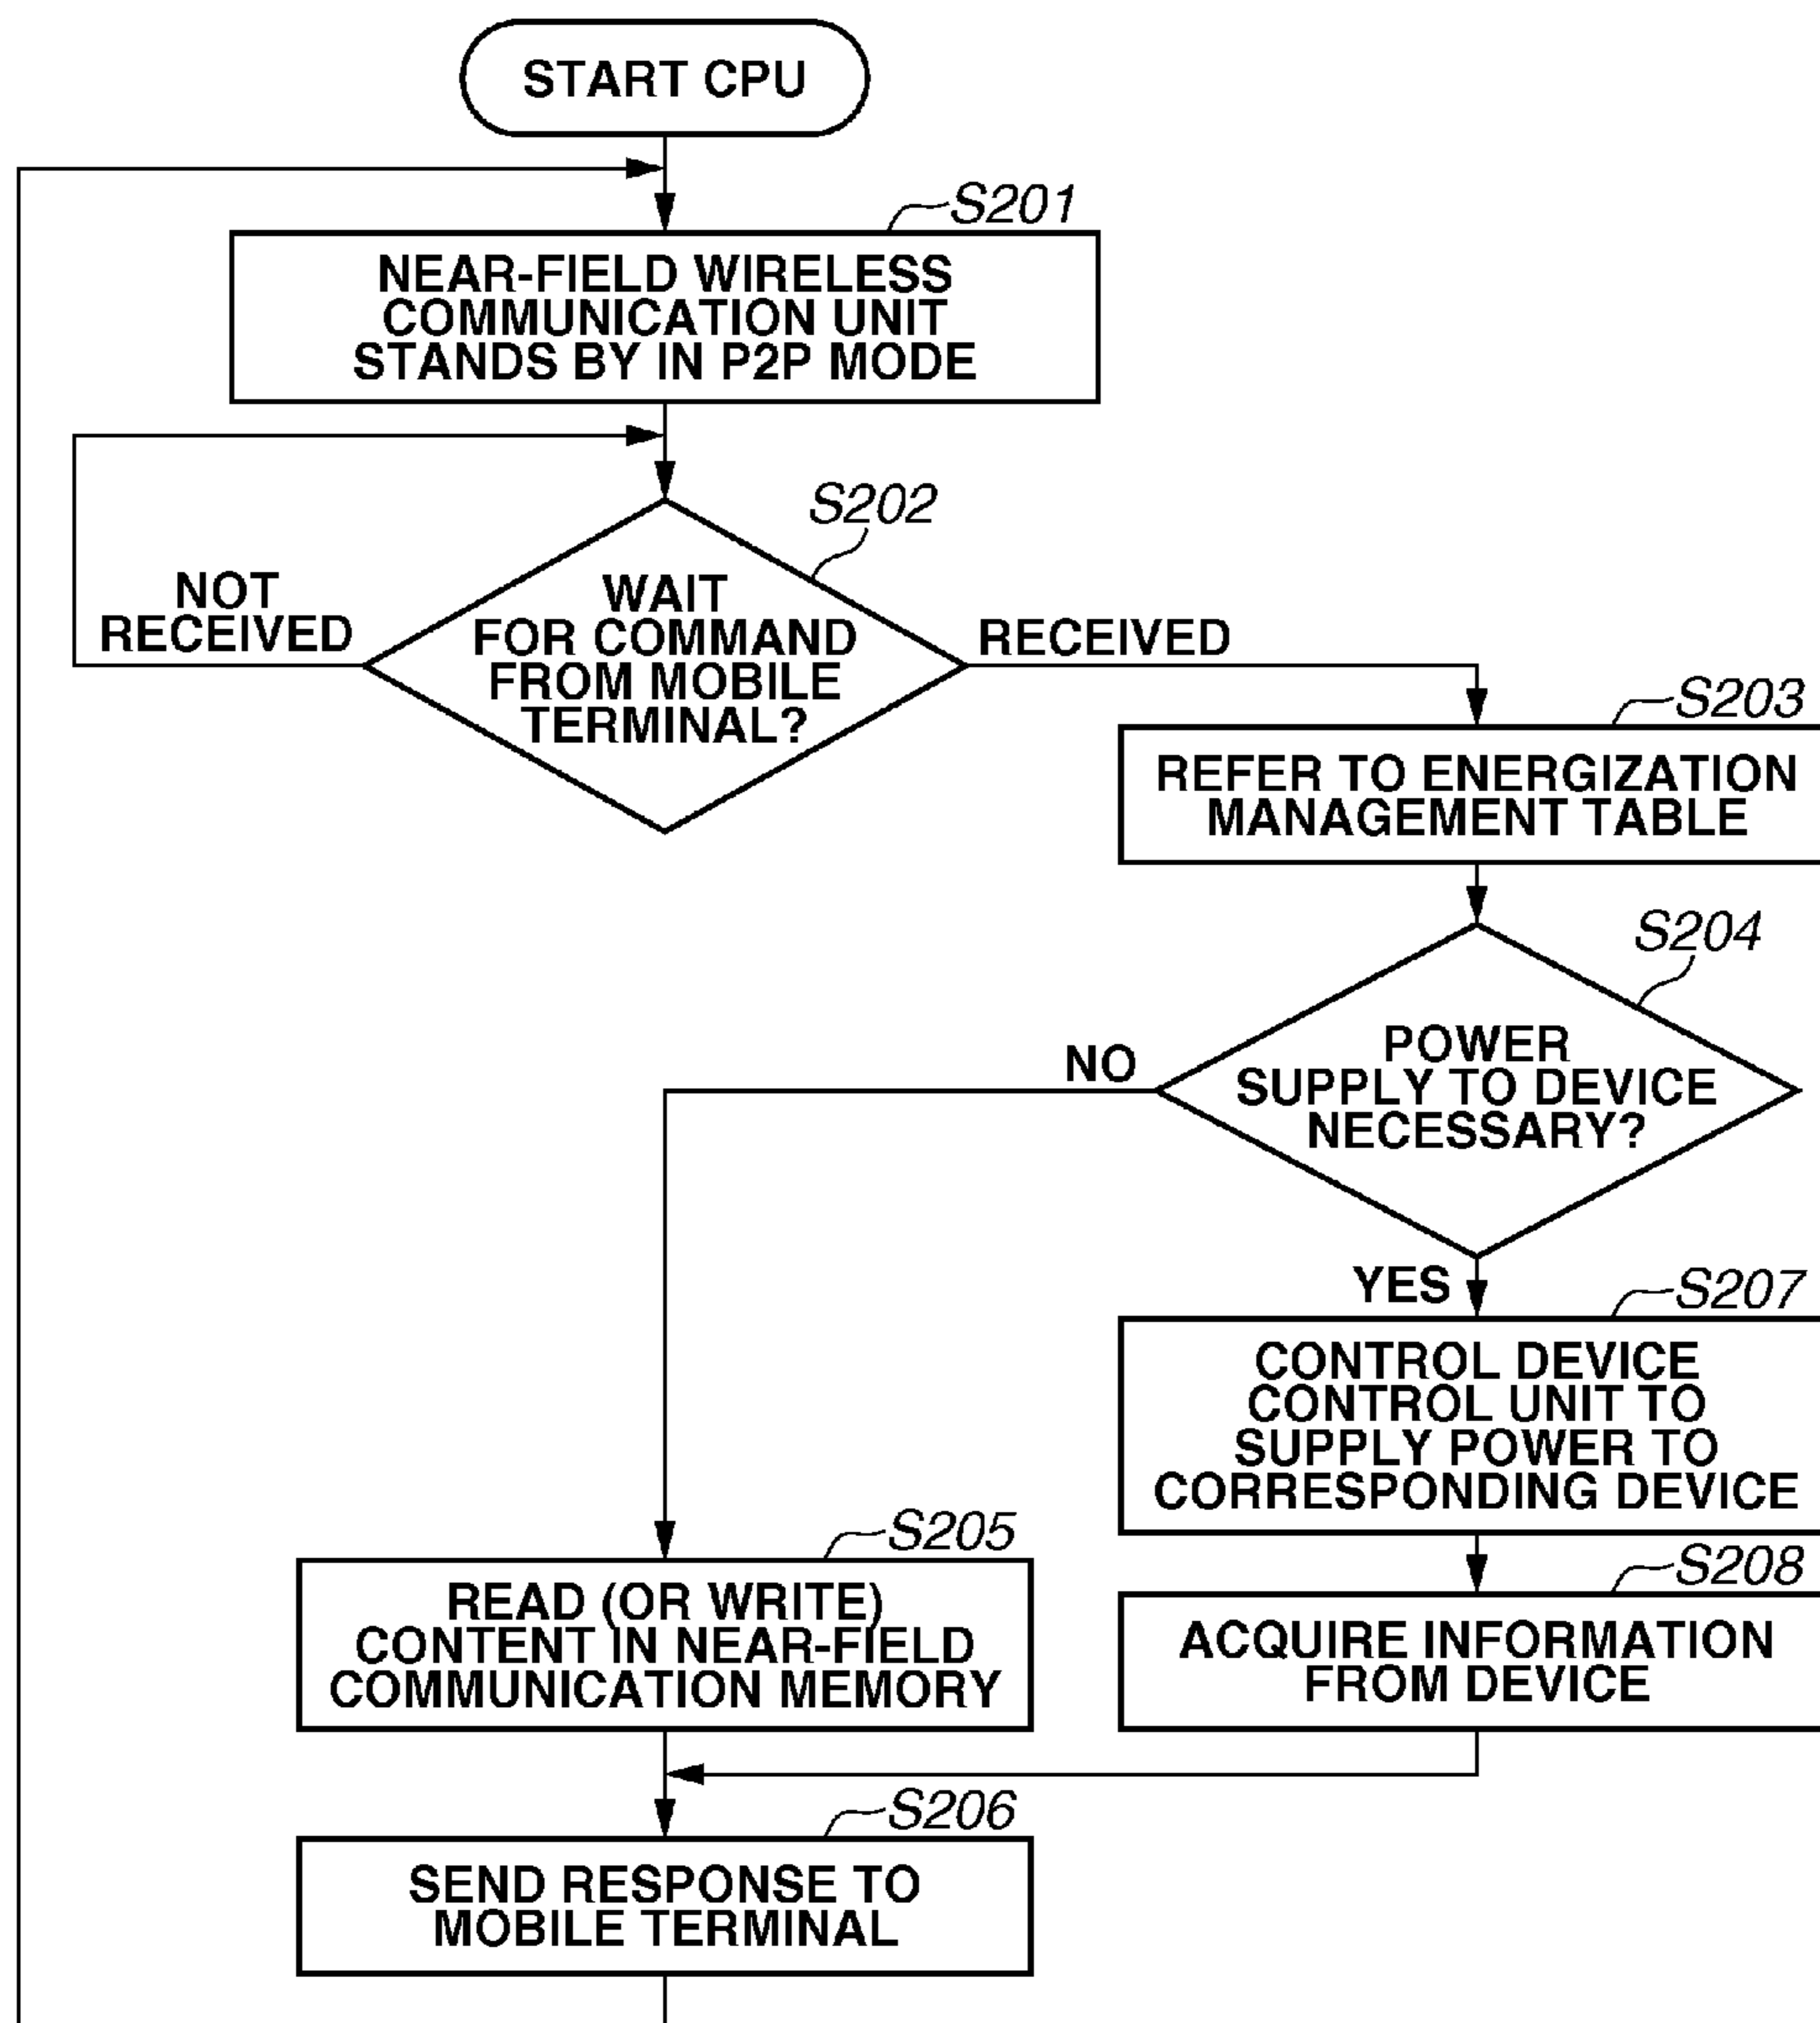 START CPU
S201
NEAR-FIELD WIRELESS
COMMUNICATION UNIT
STANDS BY IN P2P MODE
S202
NOT
RECEIVED
WAIT
FOR COMMAND
FROM MOBILE
TERMINAL?
RECEIVED
S203
REFER TO ENERGIZATION
MANAGEMENT TABLE
S204
POWER
SUPPLY TO DEVICE
NECESSARY?
NO
YES
S207
CONTROL DEVICE
CONTROL UNIT TO
SUPPLY POWER TO
CORRESPONDING DEVICE
S205
READ (OR WRITE)
CONTENT IN NEAR-FIELD
COMMUNICATION MEMORY
S208
ACQUIRE INFORMATION
FROM DEVICE
S206
SEND RESPONSE TO
MOBILE TERMINAL